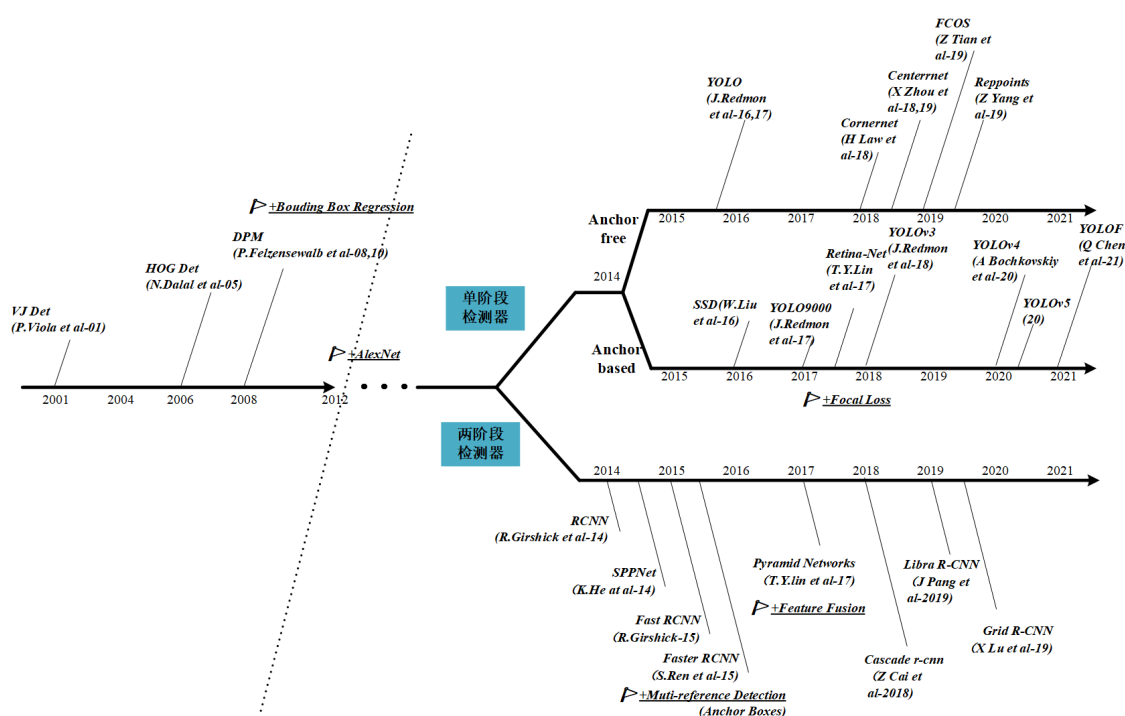 FCOS
(Z Tian et
al-19)
YOLO
(J.Redmon
et al-16,17)
Centerrnet
(X Zhou et
al-18,19)
Reppoints
(Z Yang et
al-19)
Cornernet
(H Law et
al-18)
+Bouding Box Regression
DPM
(P.Felzensewalb et al-08,10)
HOG Det
(N.Dalal et al-05)
VJ Det
(P.Viola et al-01)
+AlexNet
2001
2004
2006
2008
2012
单阶段
检测器
两阶段
检测器
2014
Anchor
free
2015
2016
2017
2018
2019
2020
2021
Retina-Net
(T.Y.Lin
et al-17)
YOLOv3
(J.Redmon
et al-18)
YOLOv4
(A Bochkovskiy
et al-20)
YOLOF
(Q Chen
et al-21)
SSD(W.Liu
et al-16)
YOLO9000
(J.Redmon
et al-17)
YOLOv5
(20)
Anchor
based
2015
2016
2017
2018
2019
2020
2021
+Focal Loss
2014
2015
2016
2017
2018
2019
2020
2021
RCNN
(R.Girshick et al-14)
SPPNet
(K.He at al-14)
Fast RCNN
(R.Girshick-15)
Faster RCNN
(S.Ren et al-15)
+Muti-reference Detection
(Anchor Boxes)
Pyramid Networks
(T.Y.lin et al-17)
+Feature Fusion
Cascade r-cnn
(Z Cai et
al-2018)
Libra R-CNN
(J Pang et
al-2019)
Grid R-CNN
(X Lu et al-19)